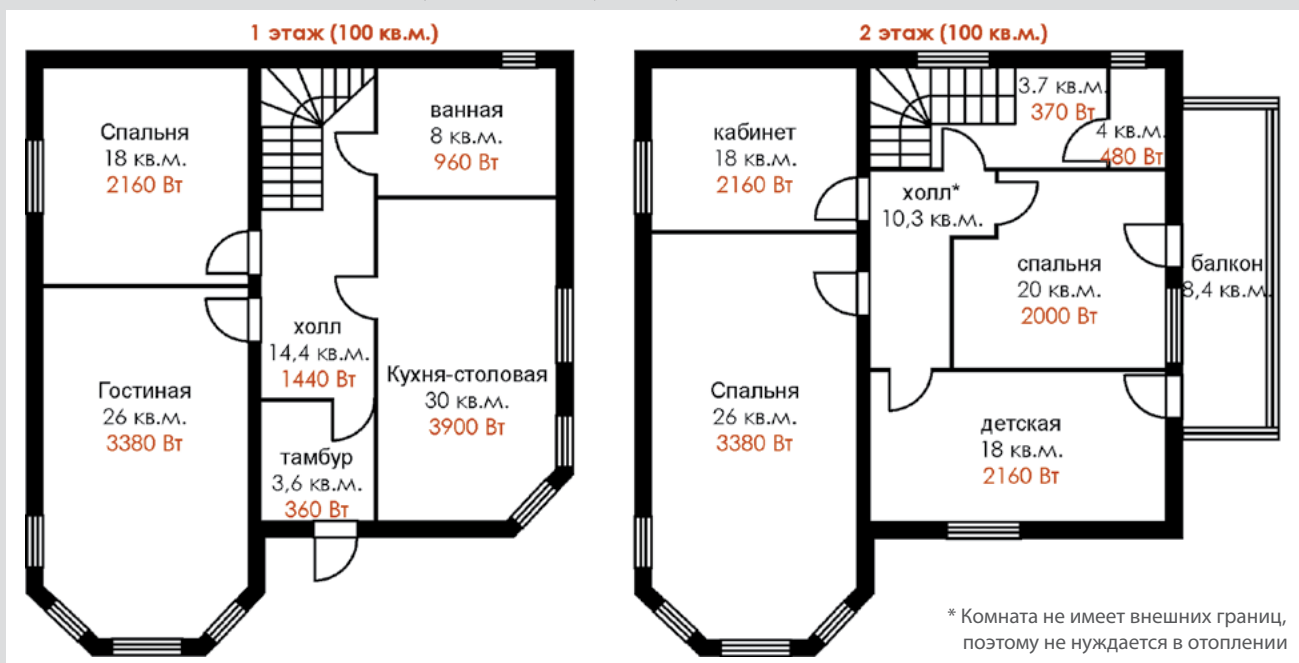 1 этаж (100 кв.м.)
Спальня
18 кв.м.
2160 Вт
ванная
8 кв.м.
960 Вт
холл
14,4 кв.м.
1440 Вт
Кухня-столовая
30 кв.м.
3900 Вт
Гостиная
26 кв.м.
3380 Вт
тамбур
3,6 кв.м.
360 Вт
2 этаж (100 кв.м.)
кабинет
18 кв.м.
2160 Вт
3.7 кв.м.
370 Вт
4 кв.м.
480 Вт
холл*
10,3 кв.м.
спальня
20 кв.м.
2000 Вт
балкон
8,4 кв.м.
Спальня
26 кв.м.
3380 Вт
детская
18 кв.м.
2160 Вт
* Комната не имеет внешних границ,
поэтому не нуждается в отоплении